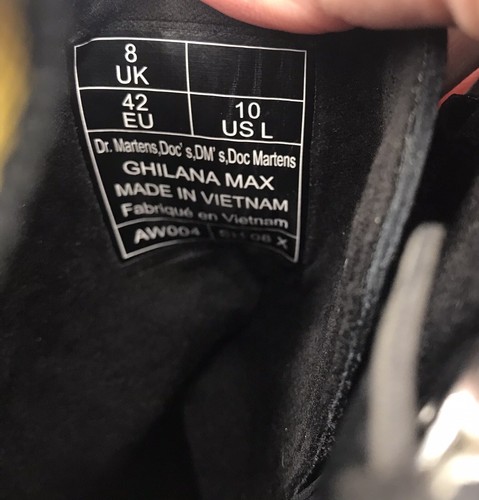 8
UK
42
EU
10
US L
Dr. Martens,Doc's,DM's,Doc Martens
GHILANA MAX
MADE IN VIETNAM
Fabriqué en Vietnam
AW004
X